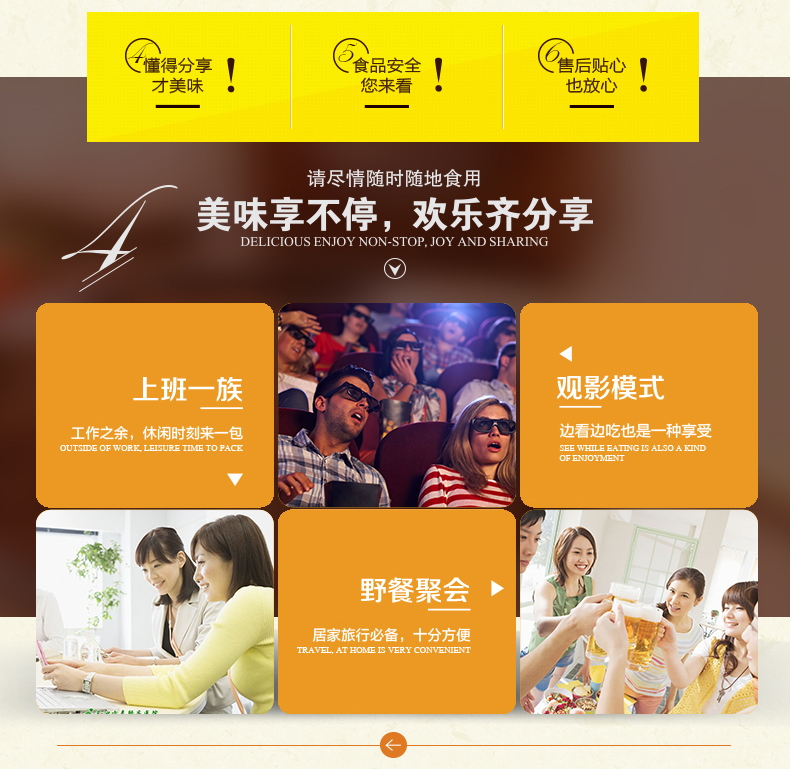 4 懂得分享
才美味 !
5 食品安全
您来看 !
6 售后贴心
也放心 !
请尽情随时随地食用
4 美味享不停，欢乐齐分享
DELICIOUS ENJOY NON-STOP, JOY AND SHARING
上班一族
工作之余，休闲时刻来一包
OUTSIDE OF WORK, LEISURE TIME TO PACK
观影模式
边看边吃也是一种享受
SEE WHILE EATING IS ALSO A KIND
OF ENJOYMENT
野餐聚会
居家旅行必备，十分方便
TRAVEL, AT HOME IS VERY CONVENIENT